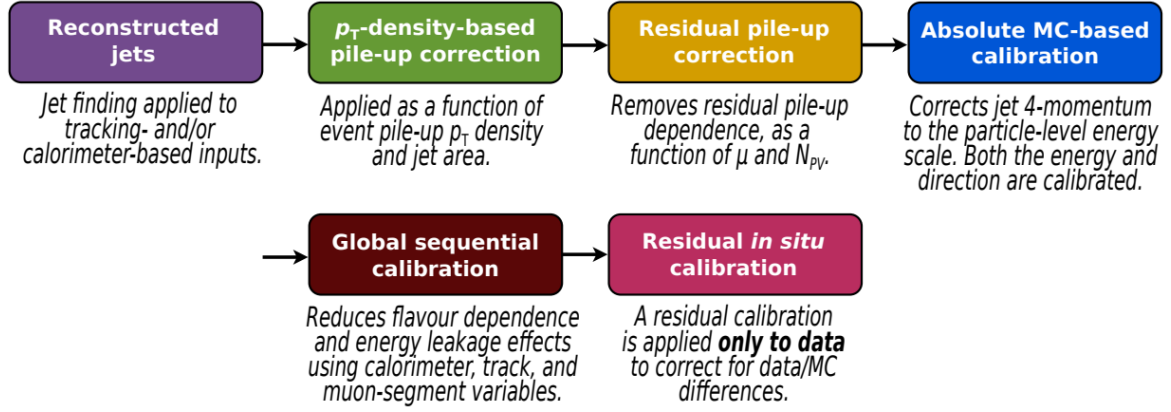 Reconstructed
jets
Jet finding applied to
tracking- and/or
calorimeter-based inputs.
pT-density-based
pile-up correction
Applied as a function of
event pile-up pT density
and jet area.
Residual pile-up
correction
Removes residual pile-up
dependence, as a
function of μ and NPV.
Absolute MC-based
calibration
Corrects jet 4-momentum
to the particle-level energy
scale. Both the energy and
direction are calibrated.
Global sequential
calibration
Reduces flavour dependence
and energy leakage effects
using calorimeter, track, and
muon-segment variables.
Residual in situ
calibration
A residual calibration
is applied only to data
to correct for data/MC
differences.